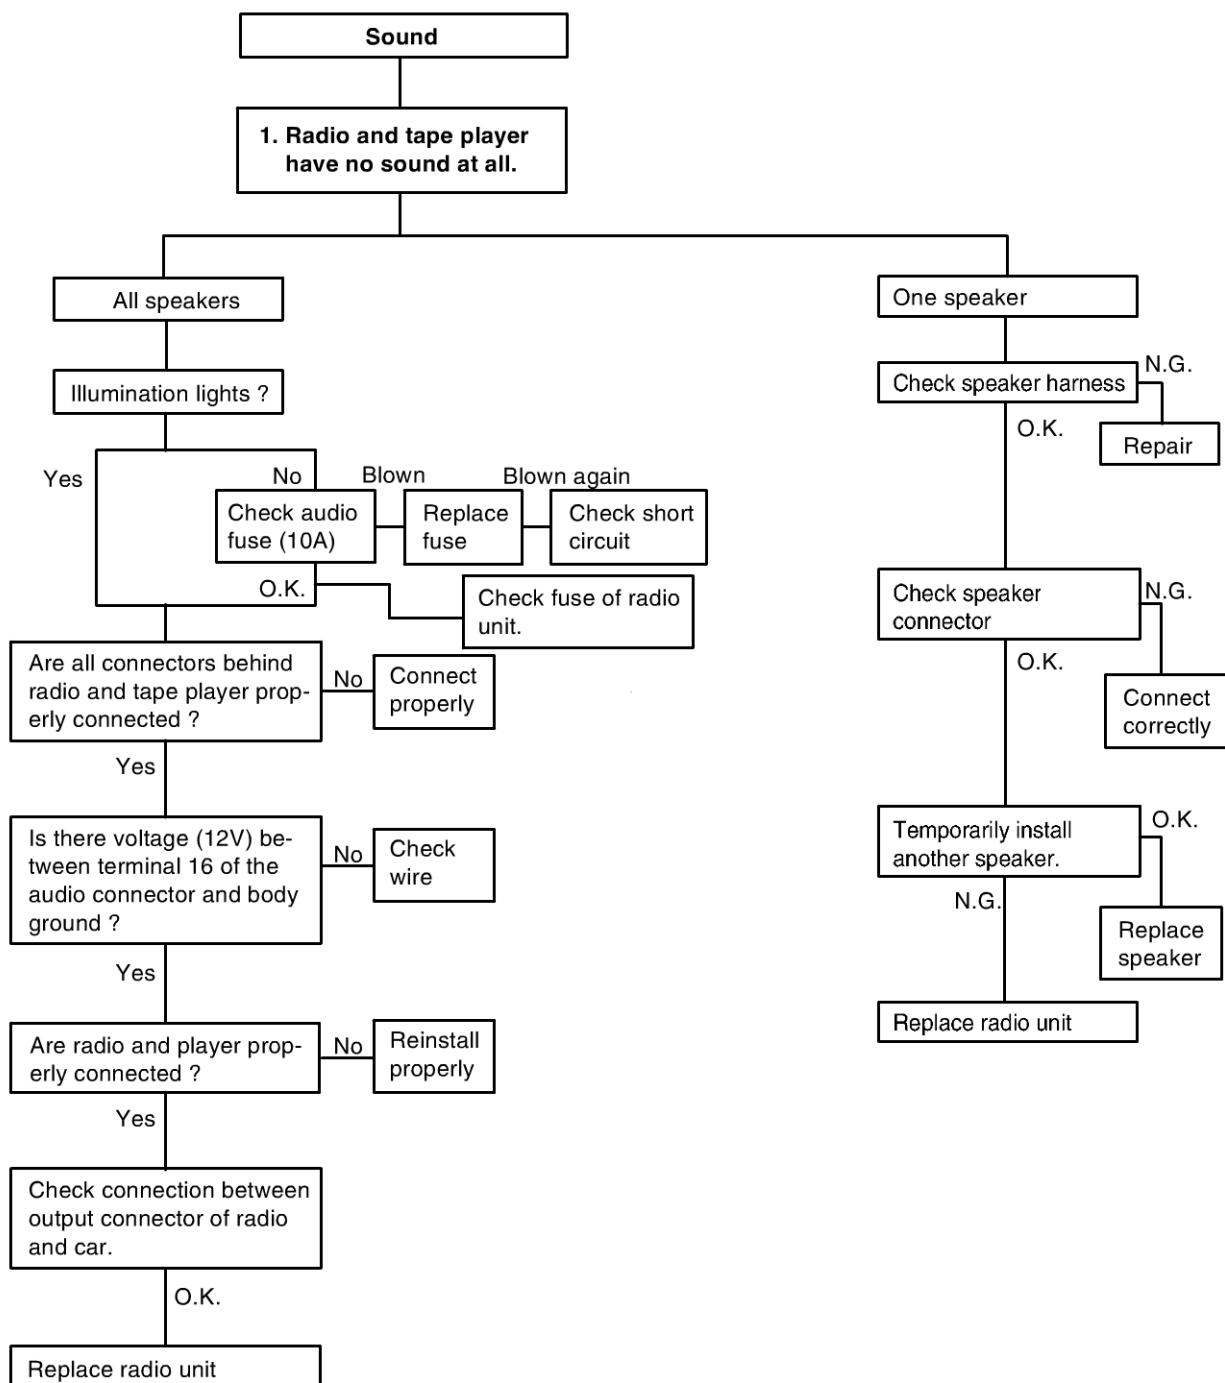 Sound
1. Radio and tape player
have no sound at all.
All speakers
One speaker
Illumination lights ?
Check speaker harness
N.G.
O.K.
Repair
Yes
No
Blown
Blown again
Check audio
fuse (10A)
Replace
fuse
Check short
circuit
O.K.
Check fuse of radio
unit.
Check speaker
connector
N.G.
O.K.
Connect
correctly
Are all connectors behind
radio and tape player prop-
erly connected ?
No
Connect
properly
Yes
Is there voltage (12V) be-
tween terminal 16 of the
audio connector and body
ground ?
No
Check
wire
Temporarily install
another speaker.
O.K.
N.G.
Replace
speaker
Yes
Are radio and player prop-
erly connected ?
No
Reinstall
properly
Replace radio unit
Yes
Check connection between
output connector of radio
and car.
O.K.
Replace radio unit